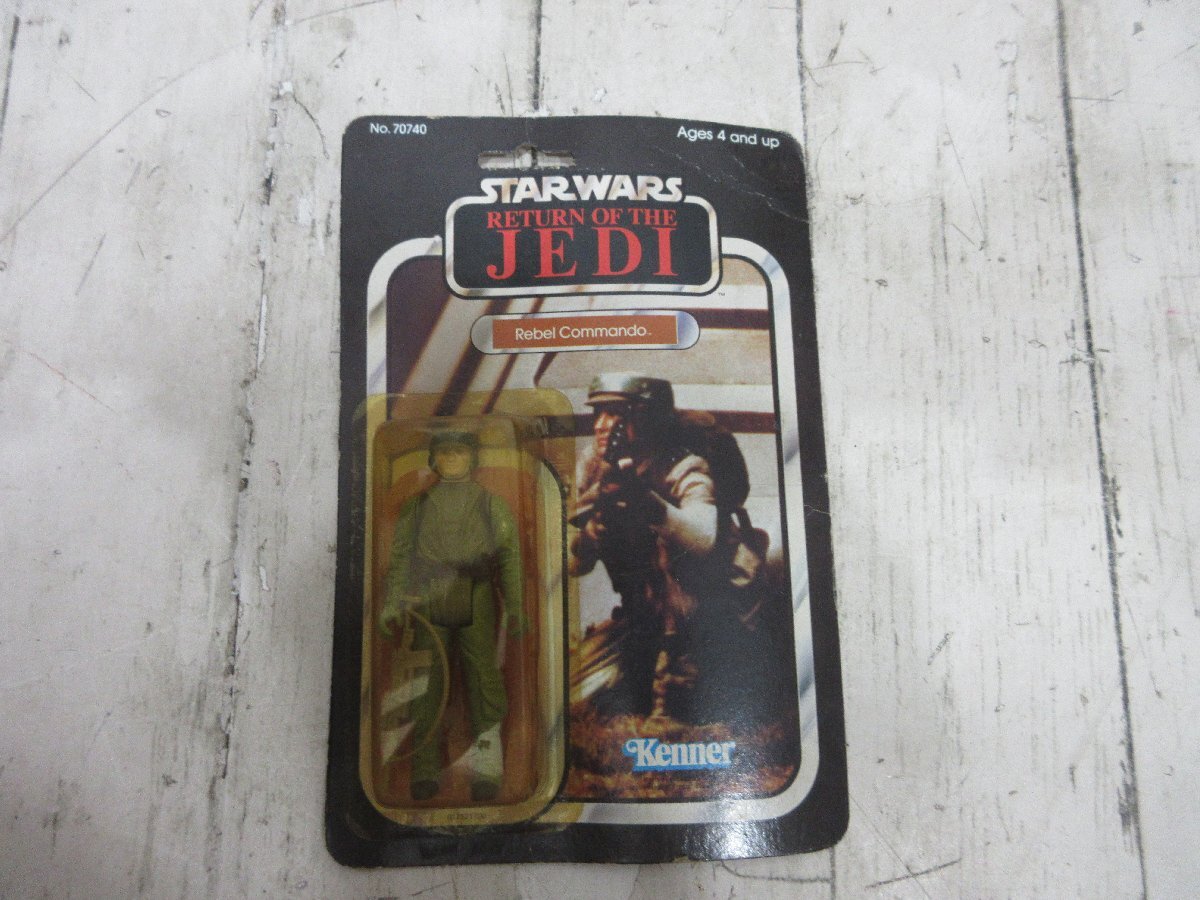 No. 70740
Ages 4 and up
STAR WARS
RETURN OF THE
JEDI
Rebel Commando
Kenner